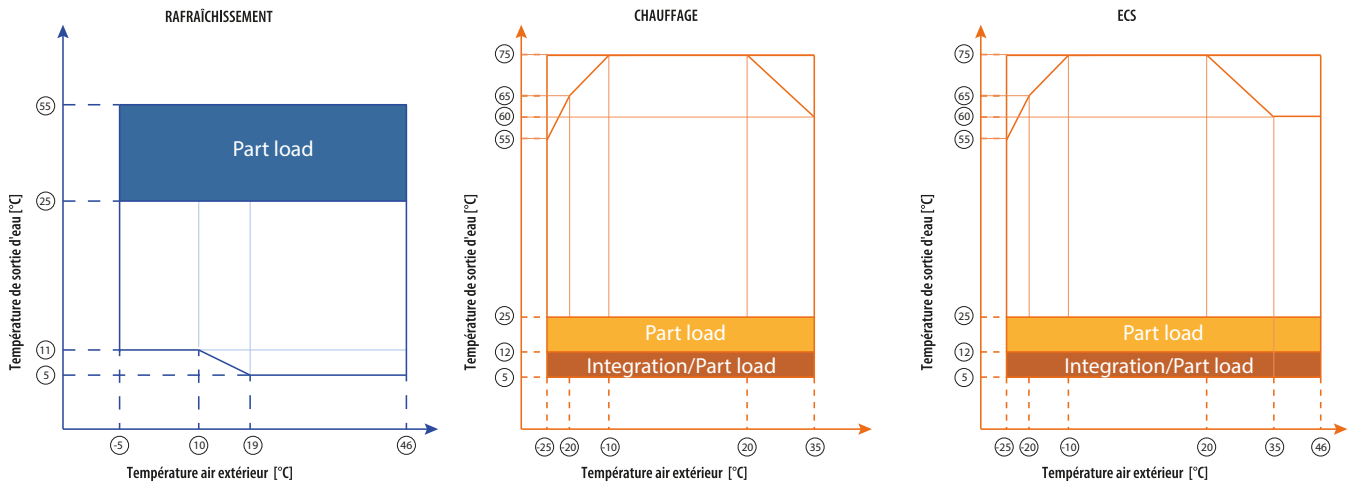 RAFRAÎCHISSEMENT
55
25
11
5
Part load
-5
10
19
46
Température de sortie d'eau [°C]
Température air extérieur [°C]
CHAUFFAGE
75
65
60
55
25
12
5
Part load
Integration/Part load
-25
-20
-10
20
35
Température de sortie d'eau [°C]
Température air extérieur [°C]
ECS
75
65
60
55
25
12
5
Part load
Integration/Part load
-25
-20
-10
20
35
46
Température de sortie d'eau [°C]
Température air extérieur [°C]